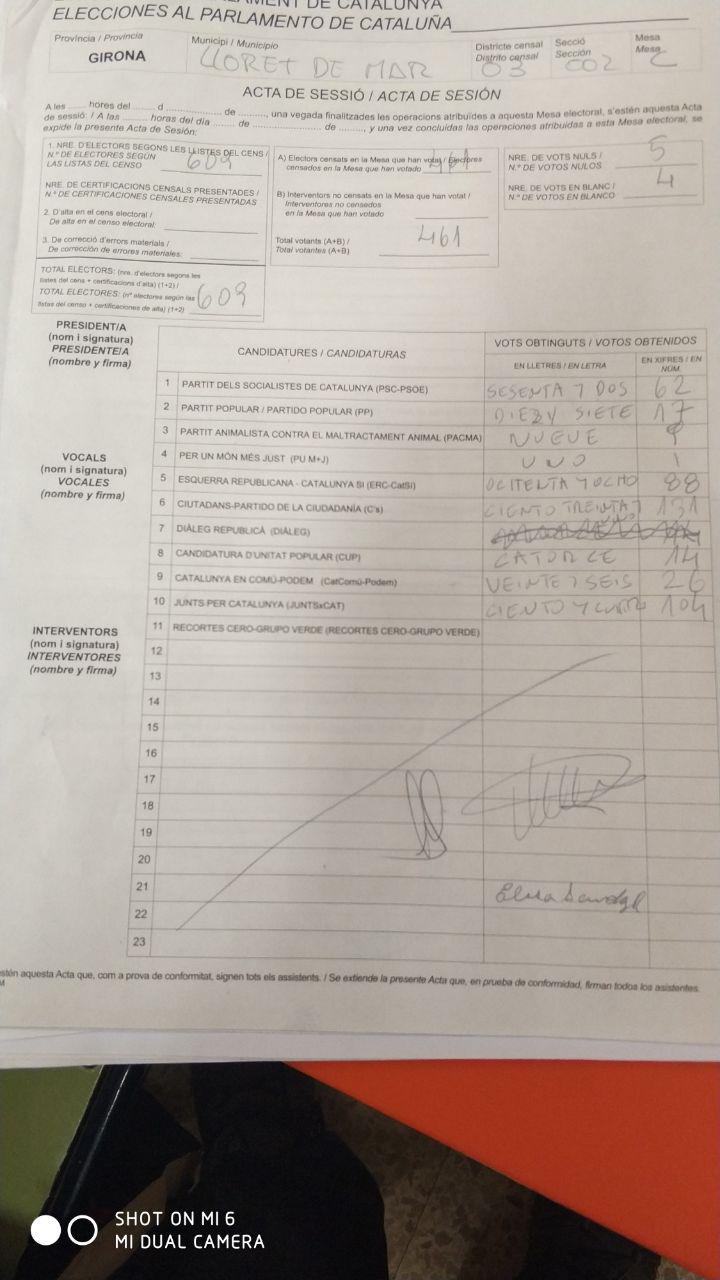 PARLAMENT DE CATALUNYA
ELECCIONES AL PARLAMENTO DE CATALUÑA
Província / Provincia
GIRONA
Municipi / Municipio
LLORET DE MAR
Districte censal
Distrito censal
03
Secció
Sección
002
Mesa
Mesa
C
ACTA DE SESSIÓ / ACTA DE SESIÓN
A les ...... hores del ...... d ...................... de ........., una vegada finalitzades les operacions atribuïdes a aquesta Mesa electoral, s'estén aquesta Acta
de sessió: / A las ........ horas del día ...... de ...................... de ........, y una vez concluidas las operaciones atribuidas a esta Mesa electoral, se
expide la presente Acta de Sesión:
1. NRE. D'ELECTORS SEGONS LES LLISTES DEL CENS /
N.º DE ELECTORES SEGÚN
LAS LISTAS DEL CENSO
609
NRE. DE CERTIFICACIONS CENSALS PRESENTADES /
N.º DE CERTIFICACIONES CENSALES PRESENTADAS
2. D'alta en el cens electoral /
De alta en el censo electoral:
3. De correcció d'errors materials /
De corrección de errores materiales:
TOTAL ELECTORS: (nre. d'electors segons les
llistes del cens + certificacions d'alta) (1+2) /
TOTAL ELECTORES: (nº electores según las
listas del censo + certificaciones de alta) (1+2)
609
A) Electors censats en la Mesa que han votat / Electores
censados en la Mesa que han votado
461
B) Interventors no censats en la Mesa que han votat /
Interventores no censados
en la Mesa que han votado
Total votants (A+B) /
Total votantes (A+B)
461
NRE. DE VOTS NULS /
N.º DE VOTOS NULOS
5
NRE. DE VOTS EN BLANC /
N.º DE VOTOS EN BLANCO
4
PRESIDENT/A
(nom i signatura)
PRESIDENTE/A
(nombre y firma)
VOCALS
(nom i signatura)
VOCALES
(nombre y firma)
INTERVENTORS
(nom i signatura)
INTERVENTORES
(nombre y firma)
CANDIDATURES / CANDIDATURAS
VOTS OBTINGUTS / VOTOS OBTENIDOS
EN LLETRES / EN LETRA
EN XIFRES / EN
NÚM.
1 PARTIT DELS SOCIALISTES DE CATALUNYA (PSC-PSOE) SESENTA Y DOS 62
2 PARTIT POPULAR / PARTIDO POPULAR (PP) DIEZ Y SIETE 17
3 PARTIT ANIMALISTA CONTRA EL MALTRACTAMENT ANIMAL (PACMA) NUEVE 9
4 PER UN MÓN MÉS JUST (PU M+J) UNO 1
5 ESQUERRA REPUBLICANA - CATALUNYA SÍ (ERC-CatSí) OCHENTA Y OCHO 88
6 CIUTADANS-PARTIDO DE LA CIUDADANÍA (C's) CIENTO TREINTA 131
7 DIÀLEG REPUBLICÀ (DIÀLEG)
8 CANDIDATURA D'UNITAT POPULAR (CUP) CATORCE 14
9 CATALUNYA EN COMÚ-PODEM (CatComú-Podem) VEINTE Y SEIS 26
10 JUNTS PER CATALUNYA (JUNTSxCAT) CIENTO Y CUATRO 104
11 RECORTES CERO-GRUPO VERDE (RECORTES CERO-GRUPO VERDE)
12
13
14
15
16
17
18
19
20
21
22
23
estén aquesta Acta que, com a prova de conformitat, signen tots els assistents. / Se extiende la presente Acta que, en prueba de conformidad, firman todos los asistentes.
SHOT ON MI 6
MI DUAL CAMERA